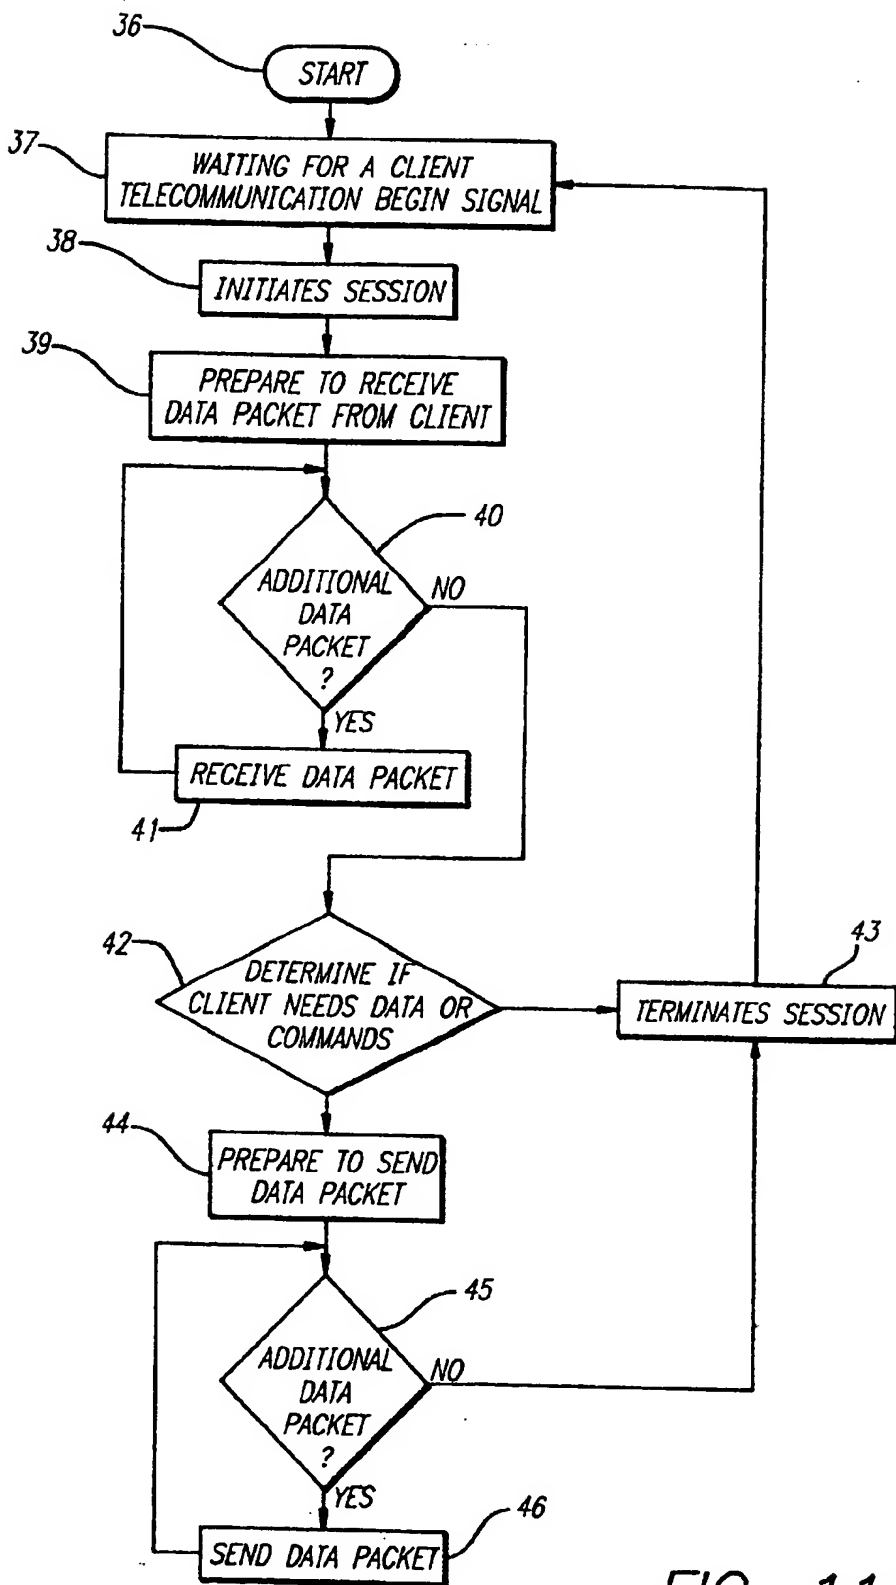 36
START
37
WAITING FOR A CLIENT
TELECOMMUNICATION BEGIN SIGNAL
38
INITIATES SESSION
39
PREPARE TO RECEIVE
DATA PACKET FROM CLIENT
40
ADDITIONAL
DATA
PACKET
?
NO
YES
RECEIVE DATA PACKET
41
42
DETERMINE IF
CLIENT NEEDS DATA OR
COMMANDS
43
TERMINATES SESSION
44
PREPARE TO SEND
DATA PACKET
45
ADDITIONAL
DATA
PACKET
?
NO
YES
46
SEND DATA PACKET